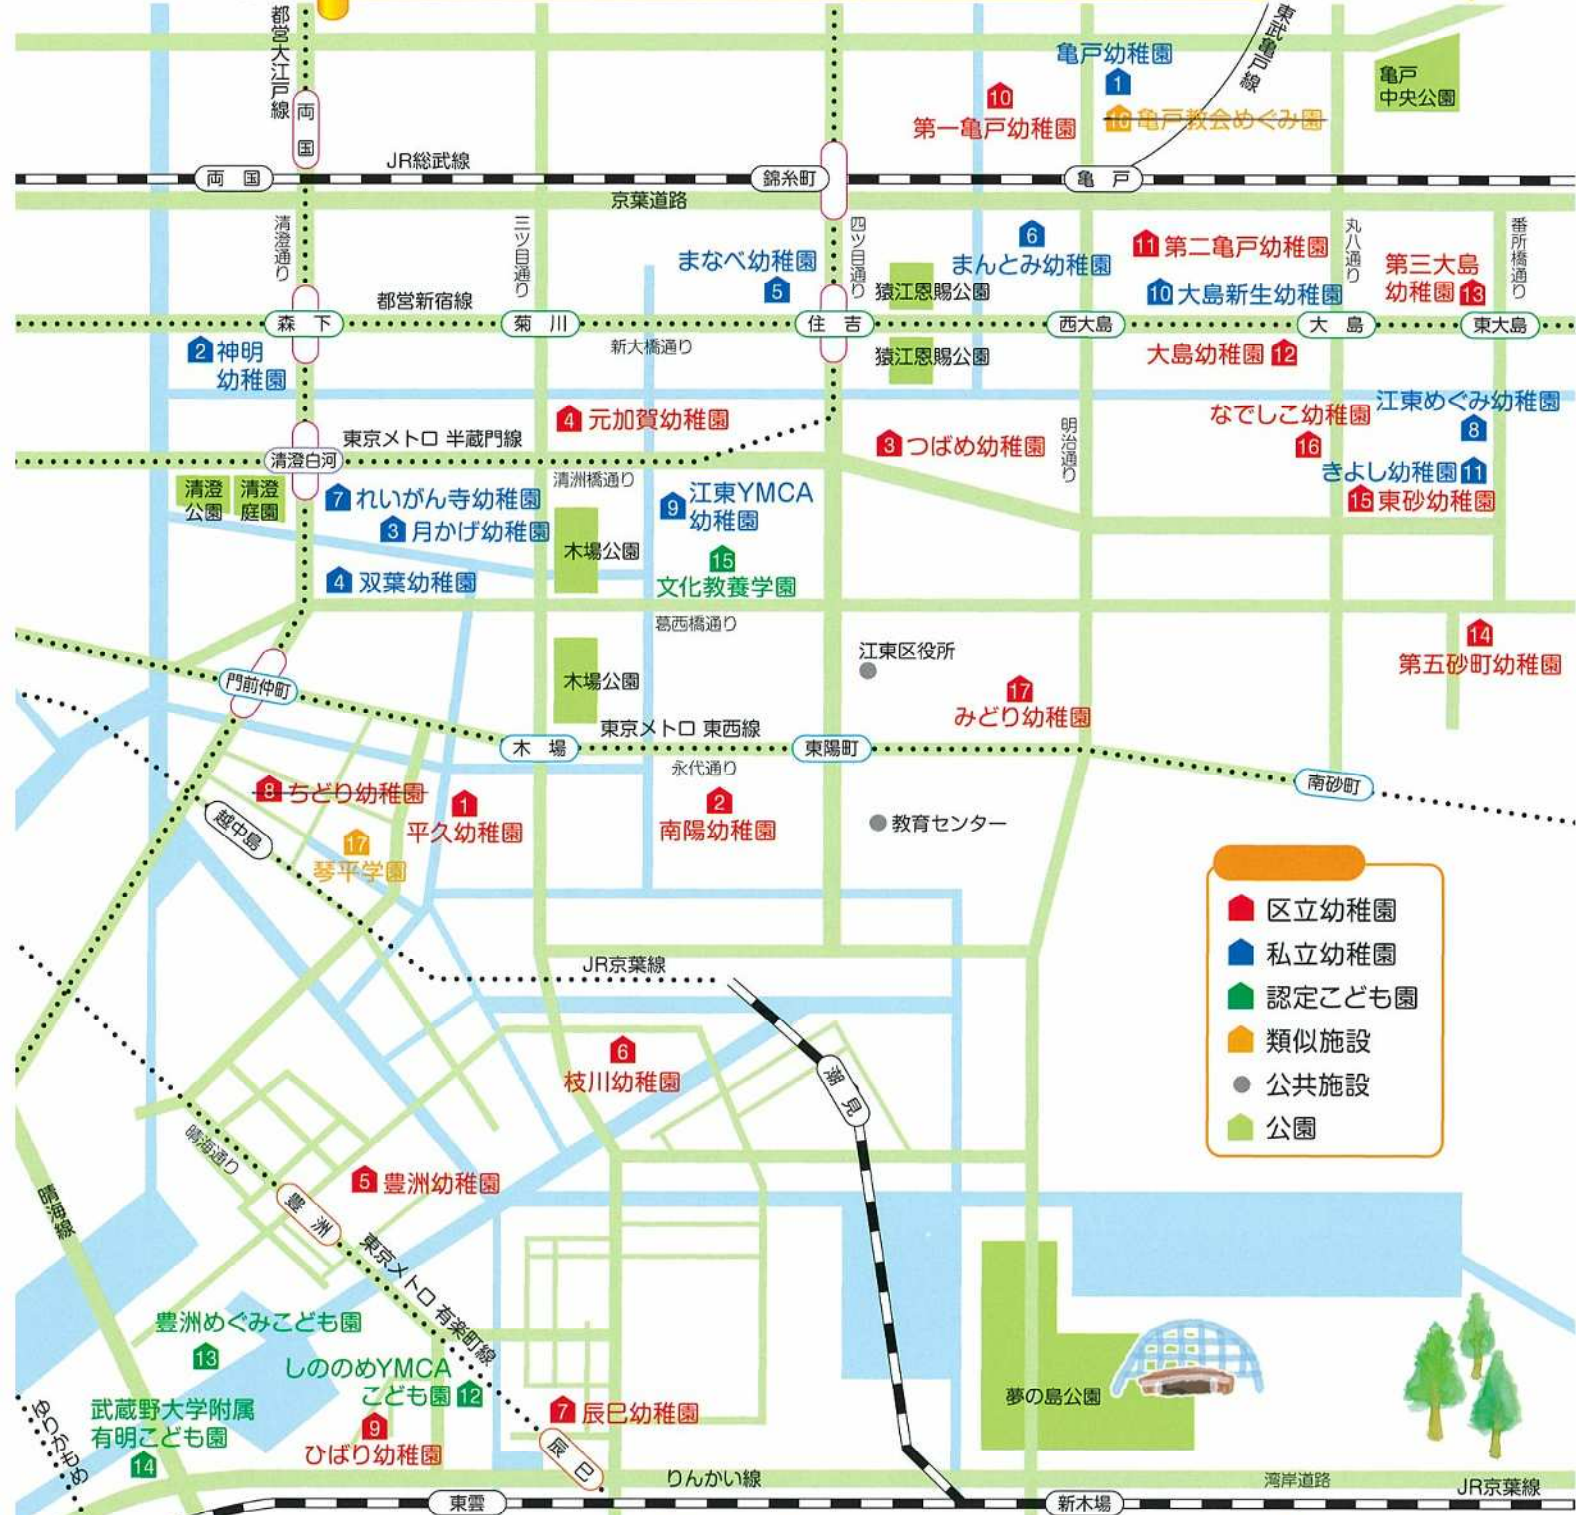 都営大江戸線
両国
東武亀戸線
亀戸幼稚園
1
10
第一亀戸幼稚園
16 亀戸教会めぐみ園
亀戸
中央公園
JR総武線
両国
錦糸町
亀戸
京葉道路
清澄通り
三ツ目通り
四ツ目通り
丸八通り
番所橋通り
まなべ幼稚園
5
6
まんとみ幼稚園
11 第二亀戸幼稚園
第三大島
幼稚園 13
猿江恩賜公園
10 大島新生幼稚園
都営新宿線
森下
菊川
住吉
西大島
大島
東大島
新大橋通り
2 神明
幼稚園
猿江恩賜公園
大島幼稚園 12
4 元加賀幼稚園
なでしこ幼稚園
16
江東めぐみ幼稚園
8
東京メトロ 半蔵門線
3 つばめ幼稚園
明治通り
清澄白河
清洲橋通り
きよし幼稚園 11
15 東砂幼稚園
清澄
公園
清澄
庭園
7 れいがん寺幼稚園
3 月かげ幼稚園
9 江東YMCA
幼稚園
木場公園
15
文化教養学園
4 双葉幼稚園
葛西橋通り
江東区役所
14
第五砂町幼稚園
門前仲町
木場公園
17
みどり幼稚園
東京メトロ 東西線
木場
東陽町
永代通り
南砂町
8 ちどり幼稚園
1
平久幼稚園
2
南陽幼稚園
教育センター
越中島
17
琴平学園
区立幼稚園
私立幼稚園
認定こども園
類似施設
公共施設
公園
JR京葉線
6
枝川幼稚園
潮見
晴海通り
5 豊洲幼稚園
豊洲
晴海線
東京メトロ 有楽町線
豊洲めぐみこども園
13
しののめYMCA
こども園 12
武蔵野大学附属
有明こども園
14
9
ひばり幼稚園
7 辰巳幼稚園
辰巳
夢の島公園
ゆりかもめ
りんかい線
湾岸道路
JR京葉線
東雲
新木場